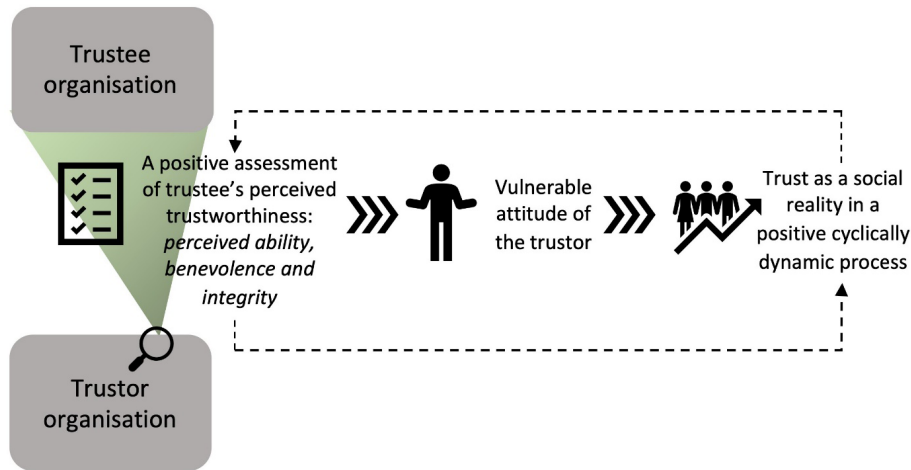 Trustee
organisation
A positive assessment
of trustee's perceived
trustworthiness:
perceived ability,
benevolence and
integrity
Vulnerable
attitude of
the trustor
Trust as a social
reality in a
positive cyclically
dynamic process
Trustor
organisation